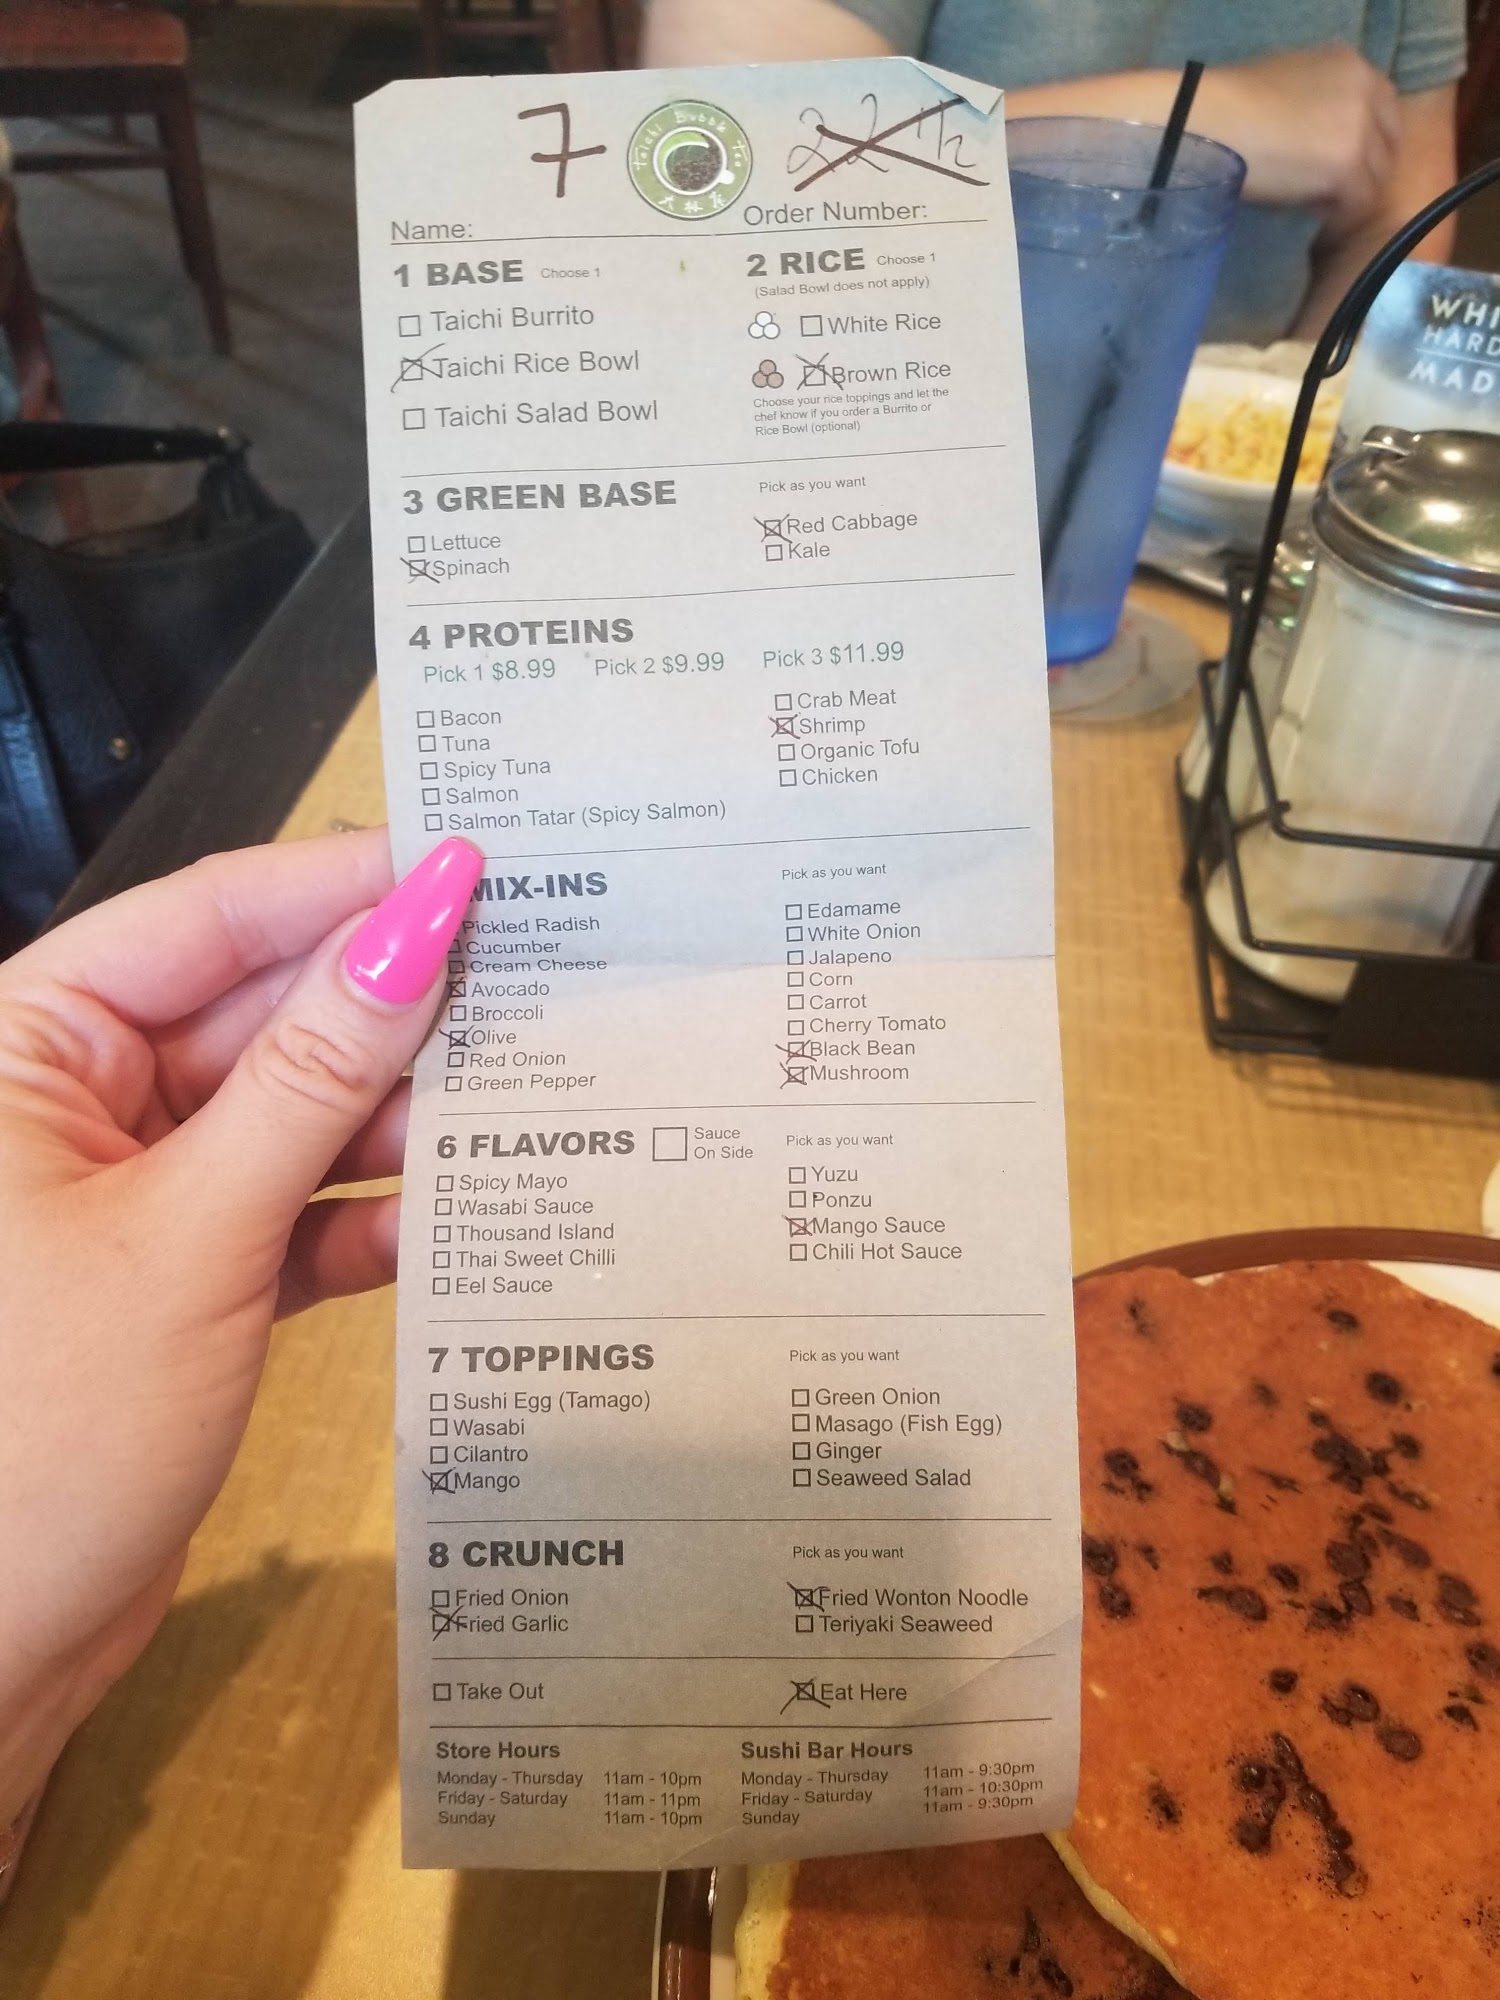 7
Taichi Bubble Tea
22 1/2
Name:
Order Number:
1 BASE Choose 1
Taichi Burrito
Taichi Rice Bowl
Taichi Salad Bowl
2 RICE Choose 1
(Salad Bowl does not apply)
White Rice
Brown Rice
Choose your rice toppings and let the
chef know if you order a Burrito or
Rice Bowl (optional)
3 GREEN BASE Pick as you want
Lettuce
Spinach
Red Cabbage
Kale
4 PROTEINS
Pick 1 $8.99 Pick 2 $9.99 Pick 3 $11.99
Bacon
Tuna
Spicy Tuna
Salmon
Salmon Tatar (Spicy Salmon)
Crab Meat
Shrimp
Organic Tofu
Chicken
MIX-INS Pick as you want
Pickled Radish
Cucumber
Cream Cheese
Avocado
Broccoli
Olive
Red Onion
Green Pepper
Edamame
White Onion
Jalapeno
Corn
Carrot
Cherry Tomato
Black Bean
Mushroom
6 FLAVORS Sauce
On Side
Pick as you want
Spicy Mayo
Wasabi Sauce
Thousand Island
Thai Sweet Chilli
Eel Sauce
Yuzu
Ponzu
Mango Sauce
Chili Hot Sauce
7 TOPPINGS Pick as you want
Sushi Egg (Tamago)
Wasabi
Cilantro
Mango
Green Onion
Masago (Fish Egg)
Ginger
Seaweed Salad
8 CRUNCH Pick as you want
Fried Onion
Fried Garlic
Fried Wonton Noodle
Teriyaki Seaweed
Take Out
Eat Here
Store Hours
Monday - Thursday 11am - 10pm
Friday - Saturday 11am - 11pm
Sunday 11am - 10pm
Sushi Bar Hours
Monday - Thursday 11am - 9:30pm
Friday - Saturday 11am - 10:30pm
Sunday 11am - 9:30pm
HARD